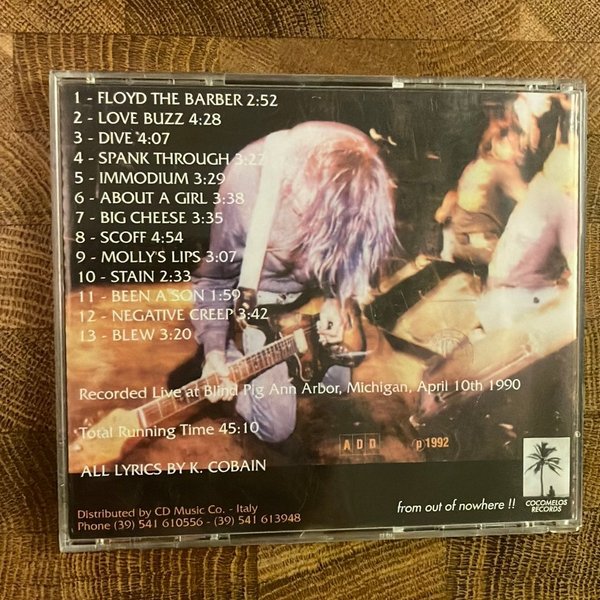 1 - FLOYD THE BARBER 2:52
2 - LOVE BUZZ 4:28
3 - DIVE 4:07
4 - SPANK THROUGH 3:22
5 - IMMODIUM 3:29
6 - ABOUT A GIRL 3:38
7 - BIG CHEESE 3:35
8 - SCOFF 4:54
9 - MOLLY'S LIPS 3:07
10 - STAIN 2:33
11 - BEEN A SON 1:59
12 - NEGATIVE CREEP 3:42
13 - BLEW 3:20
Recorded Live at Blind Pig Ann Arbor, Michigan, April 10th 1990
Total Running Time 45:10
A D D p 1992
ALL LYRICS BY K. COBAIN
Distributed by CD Music Co. - Italy
Phone (39) 541 610556 - (39) 541 613948
from out of nowhere !!
COCOMELOS
RECORDS